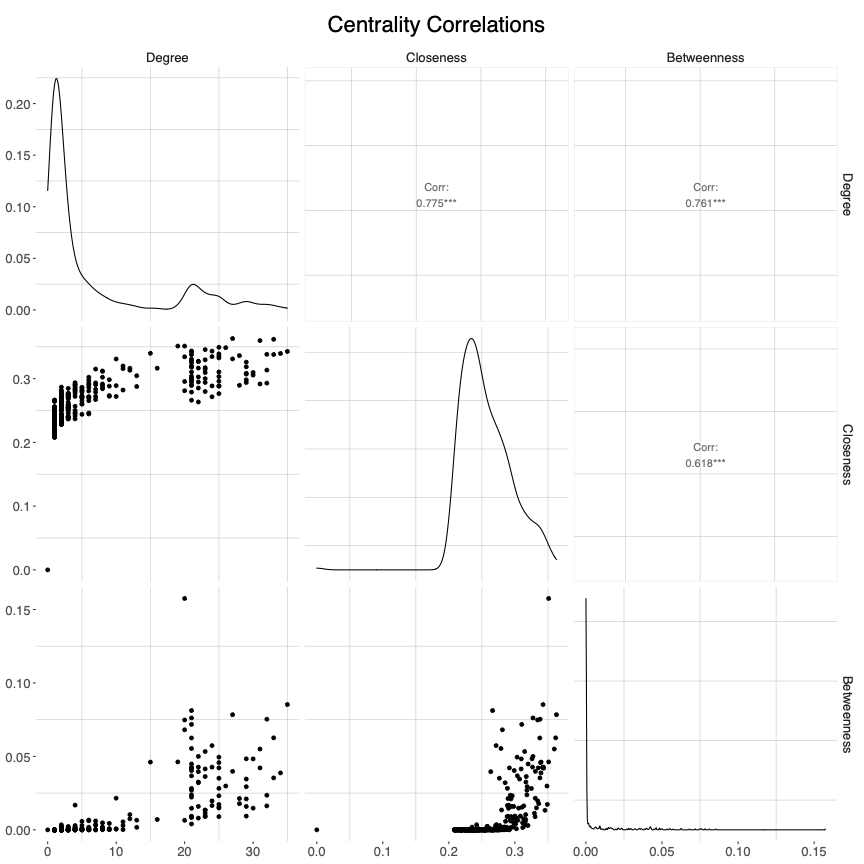 Centrality Correlations
Degree
Closeness
Betweenness
0.20
0.15
0.10
0.05
0.00
Corr:
0.775***
Corr:
0.761***
Degree
0.3
0.2
0.1
0.0
Corr:
0.618***
Closeness
0.15
0.10
0.05
0.00
Betweenness
0
10
20
30
0.0
0.1
0.2
0.3
0.00
0.05
0.10
0.15